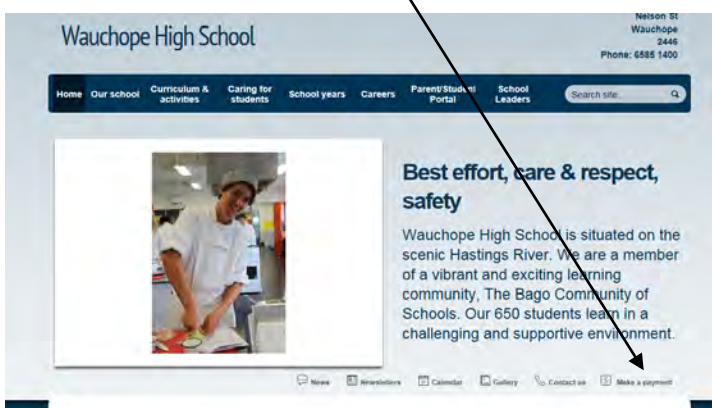 Nelson St
Wauchope
2446
Phone: 6585 1400
Wauchope High School
Home Our school Curriculum & activities Caring for students School years Careers Parent/Student Portal School Leaders Search site
Best effort, care & respect,
safety
Wauchope High School is situated on the
scenic Hastings River. We are a member
of a vibrant and exciting learning
community, The Bago Community of
Schools. Our 650 students learn in a
challenging and supportive environment.
News Newsletters Calendar Gallery Contact us Make a payment